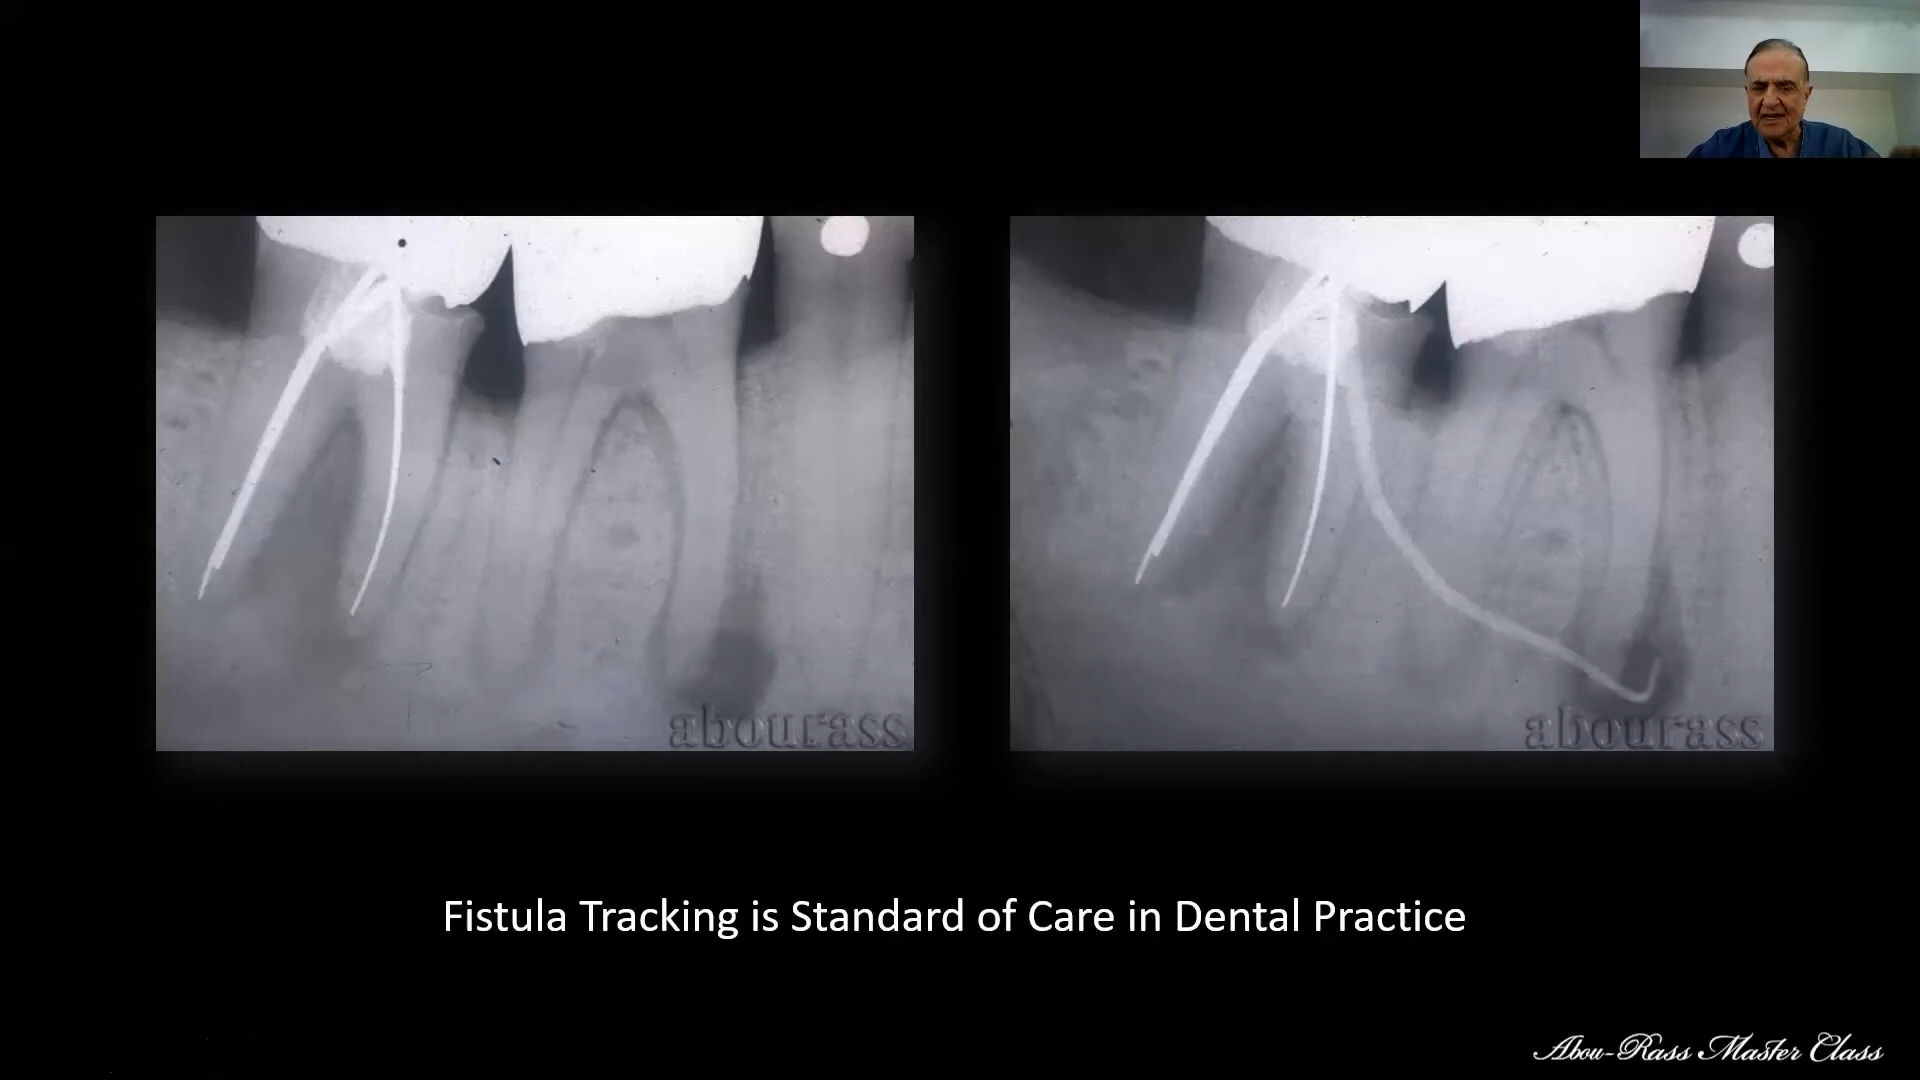 abourass
abourass
Fistula Tracking is Standard of Care in Dental Practice
Abou-Rass Master Class